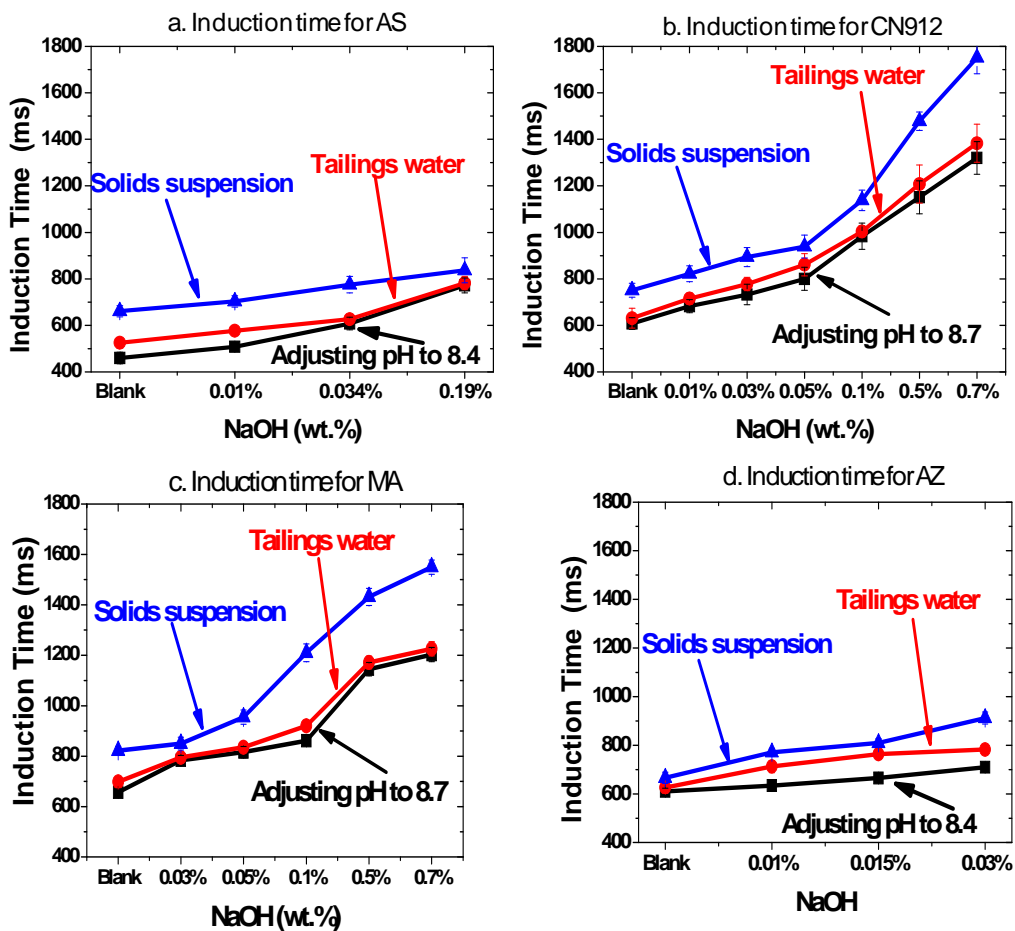 a. Induction time for AS
1800
1600
1400
1200
1000
800
600
400
Induction Time (ms)
Solids suspension
Tailings water
Adjusting pH to 8.4
Blank 0.01% 0.034% 0.19%
NaOH (wt.%)
b. Induction time for CN912
1800
1600
1400
1200
1000
800
600
400
Induction Time (ms)
Tailings water
Solids suspension
Adjusting pH to 8.7
Blank 0.01% 0.03% 0.05% 0.1% 0.5% 0.7%
NaOH (wt.%)
c. Induction time for MA
1800
1600
1400
1200
1000
800
600
400
Induction Time (ms)
Tailings water
Solids suspension
Adjusting pH to 8.7
Blank 0.03% 0.05% 0.1% 0.5% 0.7%
NaOH (wt.%)
d. Induction time for AZ
1800
1600
1400
1200
1000
800
600
400
Induction Time (ms)
Tailings water
Solids suspension
Adjusting pH to 8.4
Blank 0.01% 0.015% 0.03%
NaOH